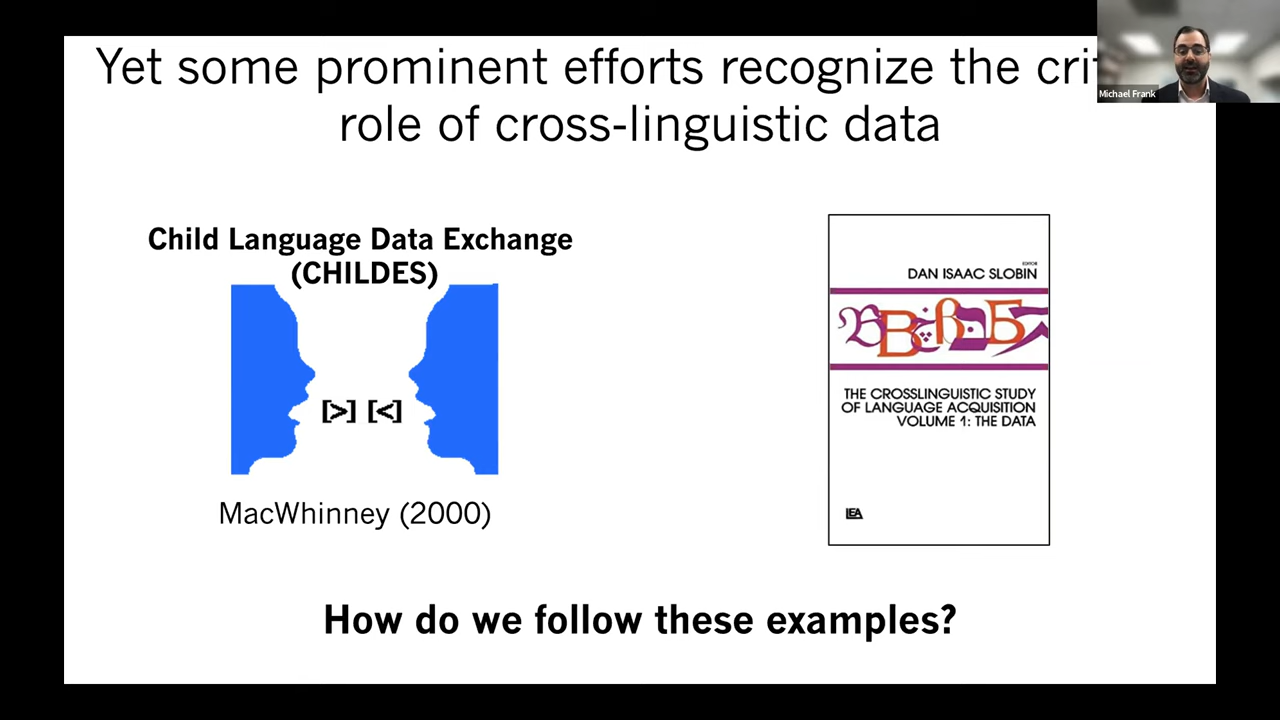 Yet some prominent efforts recognize the crit
role of cross-linguistic data
Michael Frank
Child Language Data Exchange
(CHILDES)
[>] [<]
MacWhinney (2000)
EDITOR
DAN ISAAC SLOBIN
THE CROSSLINGUISTIC STUDY
OF LANGUAGE ACQUISITION
VOLUME 1: THE DATA
LEA
How do we follow these examples?